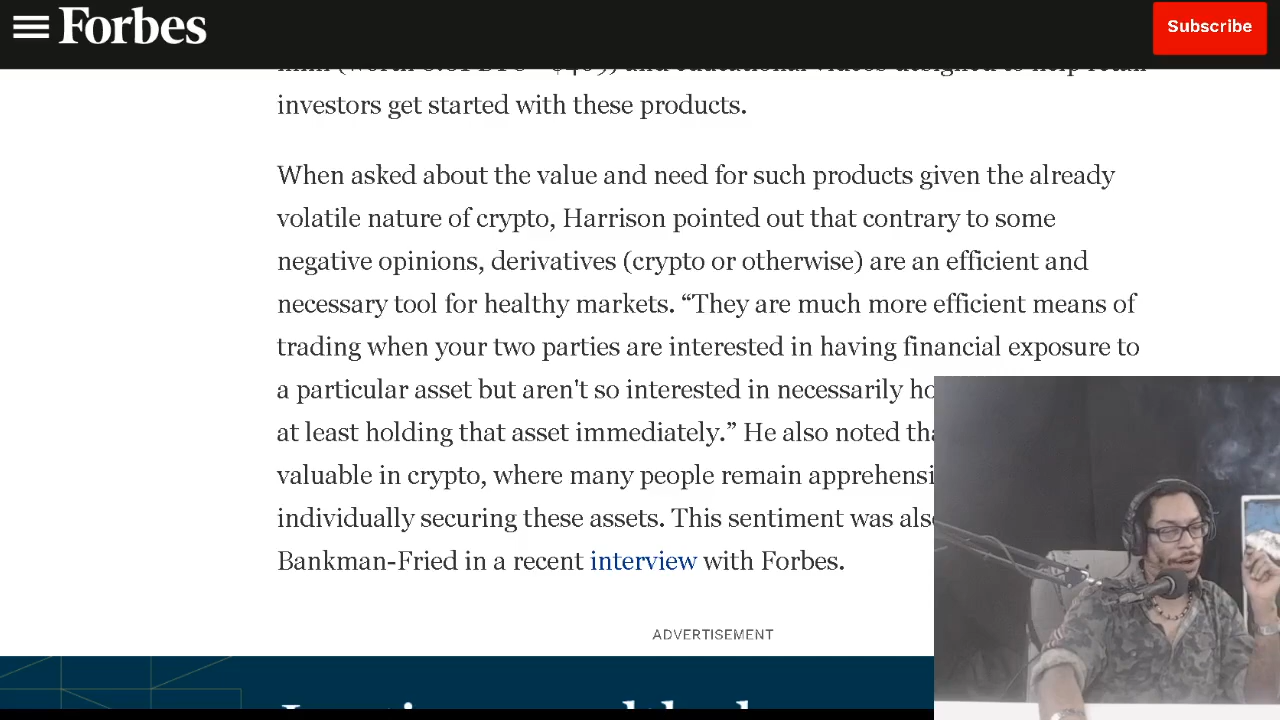 Forbes
Subscribe
investors get started with these products.
When asked about the value and need for such products given the already
volatile nature of crypto, Harrison pointed out that contrary to some
negative opinions, derivatives (crypto or otherwise) are an efficient and
necessary tool for healthy markets. “They are much more efficient means of
trading when your two parties are interested in having financial exposure to
a particular asset but aren't so interested in necessarily
at least holding that asset immediately.” He also noted
valuable in crypto, where many people remain
individually securing these assets. This sentiment was
Bankman-Fried in a recent interview with Forbes.
ADVERTISEMENT